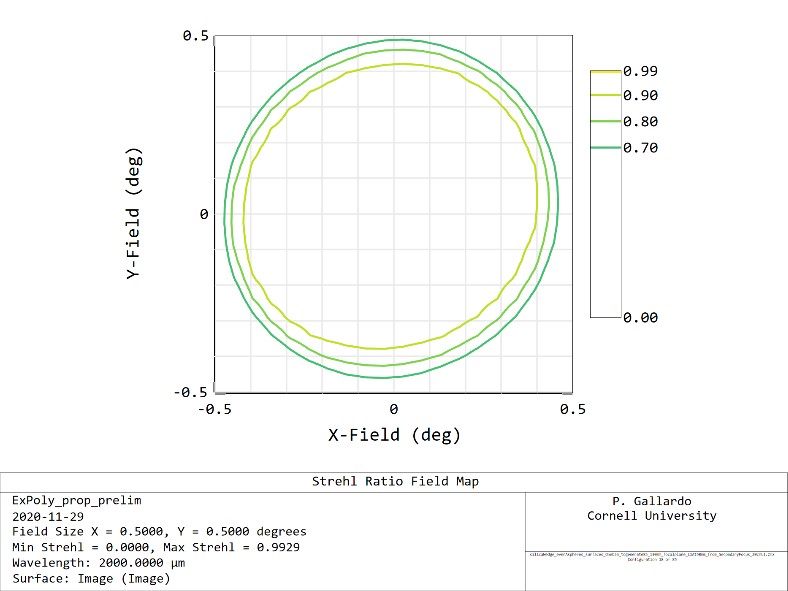 0.5
0
-0.5
-0.5
0
0.5
Y-Field (deg)
X-Field (deg)
0.99
0.90
0.80
0.70
0.00
Strehl Ratio Field Map
ExPoly_prop_prelim
2020-11-29
Field Size X = 0.5000, Y = 0.5000 degrees
Min Strehl = 0.0000, Max Strehl = 0.9929
Wavelength: 2000.0000 µm
Surface: Image (Image)
P. Gallardo
Cornell University